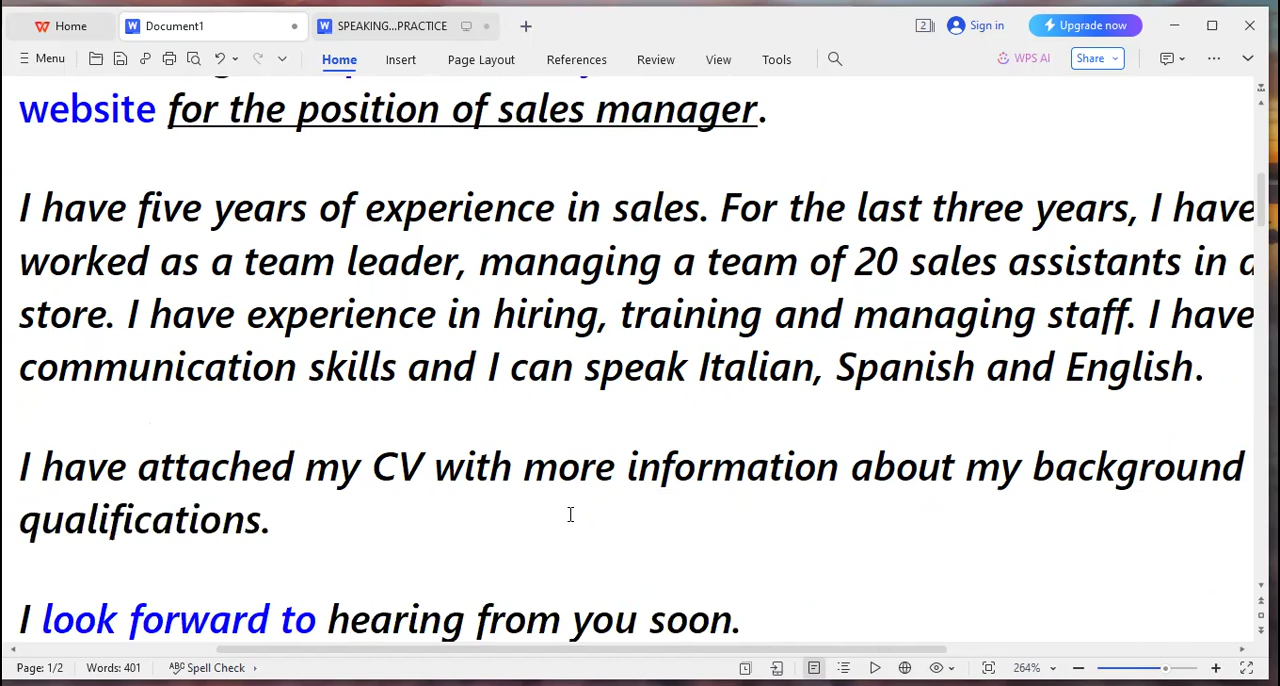 Home
Document1
SPEAKING...PRACTICE
2
Sign in
Upgrade now
Menu
Home
Insert
Page Layout
References
Review
View
Tools
WPS AI
Share
website for the position of sales manager.
I have five years of experience in sales. For the last three years, I have
worked as a team leader, managing a team of 20 sales assistants in
store. I have experience in hiring, training and managing staff. I have
communication skills and I can speak Italian, Spanish and English.
I have attached my CV with more information about my background
qualifications.
I look forward to hearing from you soon.
Page: 1/2
Words: 401
Spell Check
264%